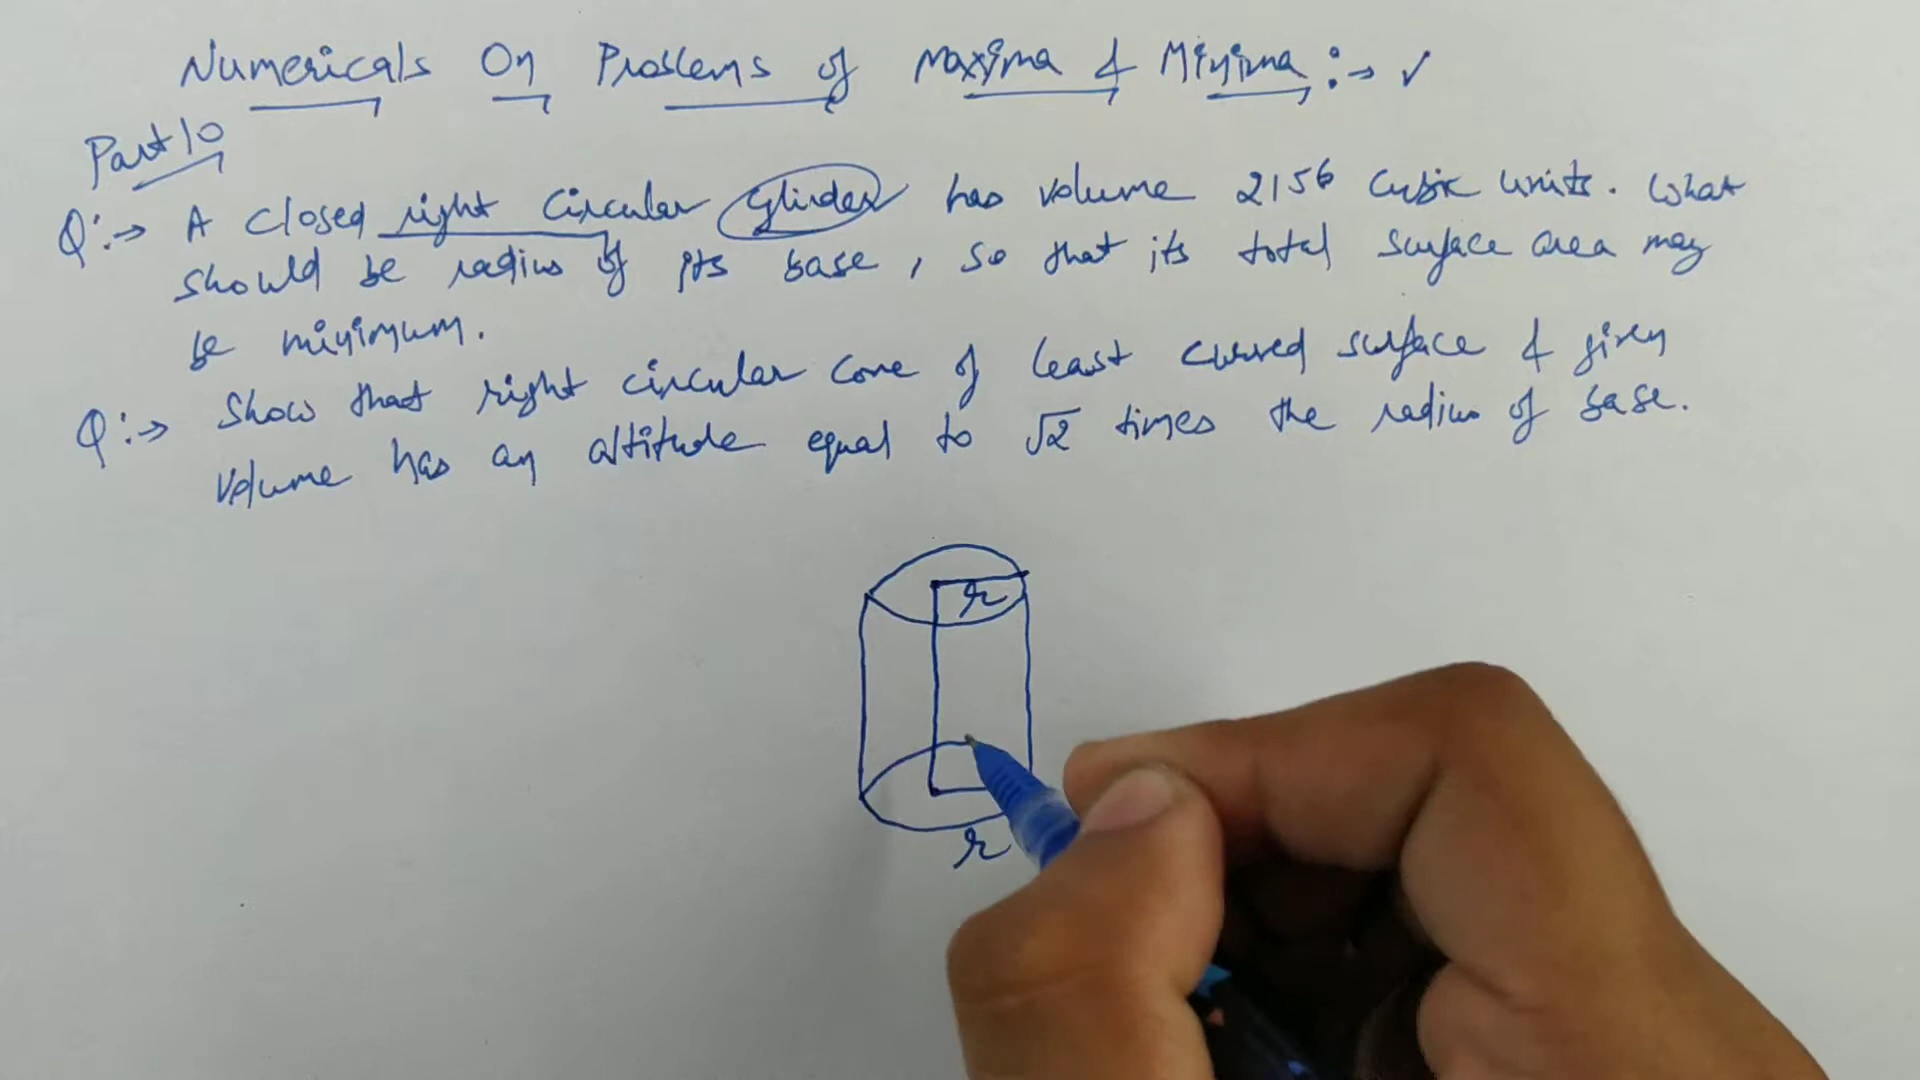 Numericals On Problems of Maxima & Minima :→ ✓
Part 10
Q:→ A closed right circular cylinder has volume 2156 cubic units. What
should be radius of its base, so that its total surface area may
be minimum.
Q:→ Show that right circular cone of least curved surface & given
volume has an altitude equal to √2 times the radius of base.
r
r